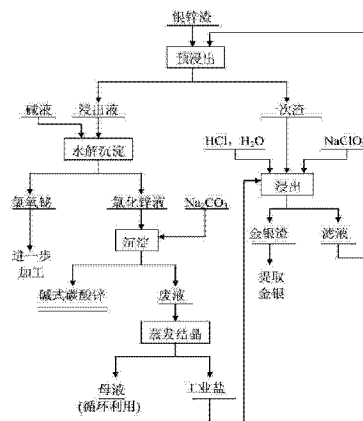 银锌渣
预浸出
碱液
浸出液
次渣
水解沉淀
HCl，H₂O
NaClO₃
浸出
氯氧锑
氯化锌液
Na₂CO₃
沉淀
金银渣
滤液
进一步
加工
提取
金银
碱式碳酸锌
废液
蒸发结晶
母液
(循环利用)
工业盐